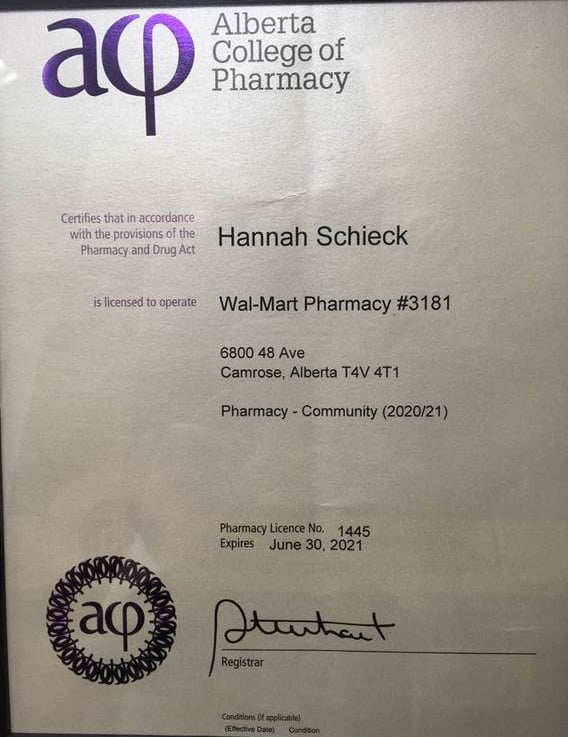 acp
Alberta
College of
Pharmacy
Certifies that in accordance
with the provisions of the
Pharmacy and Drug Act
Hannah Schieck
is licensed to operate
Wal-Mart Pharmacy #3181
6800 48 Ave
Camrose, Alberta T4V 4T1
Pharmacy - Community (2020/21)
Pharmacy Licence No. 1445
Expires June 30, 2021
acp
Registrar
Conditions (if applicable)
(Effective Date) Condition